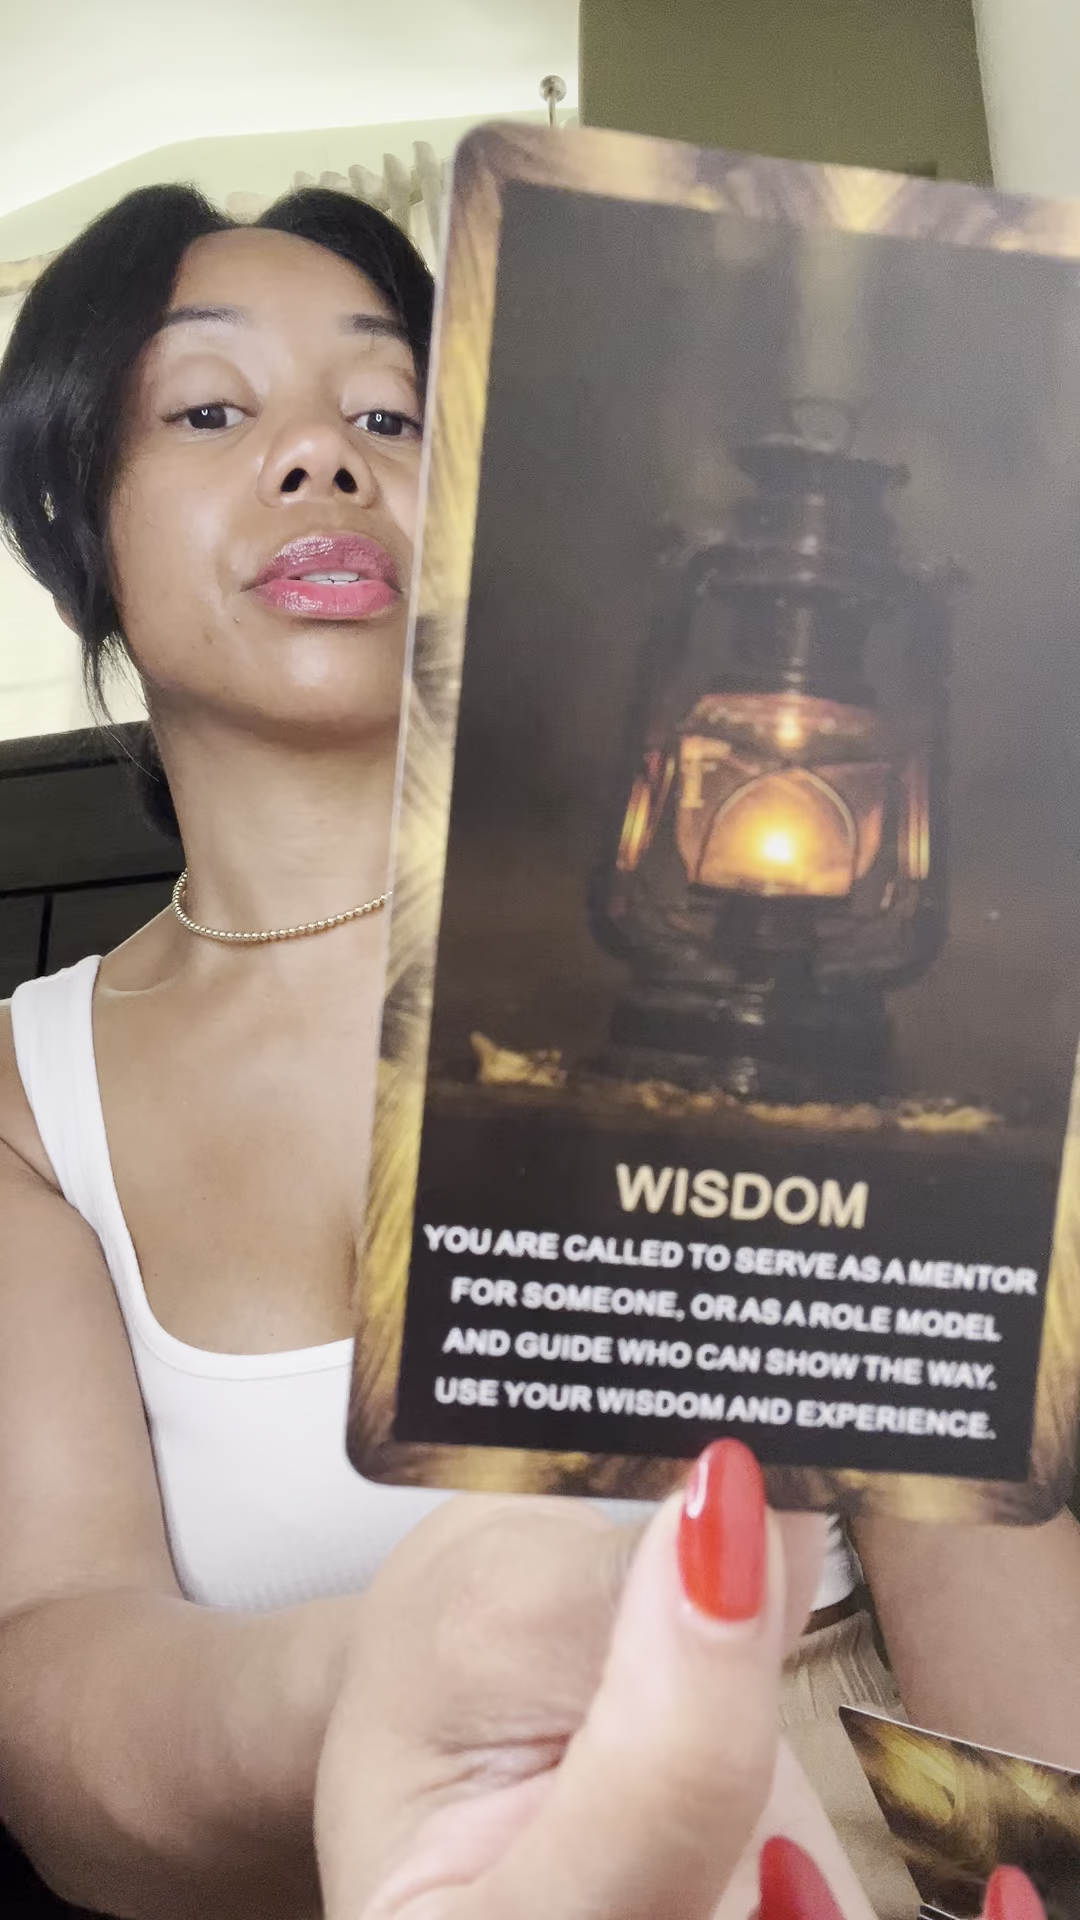 WISDOM
YOU ARE CALLED TO SERVE AS A MENTOR
FOR SOMEONE, OR AS A ROLE MODEL
AND GUIDE WHO CAN SHOW THE WAY.
USE YOUR WISDOM AND EXPERIENCE.